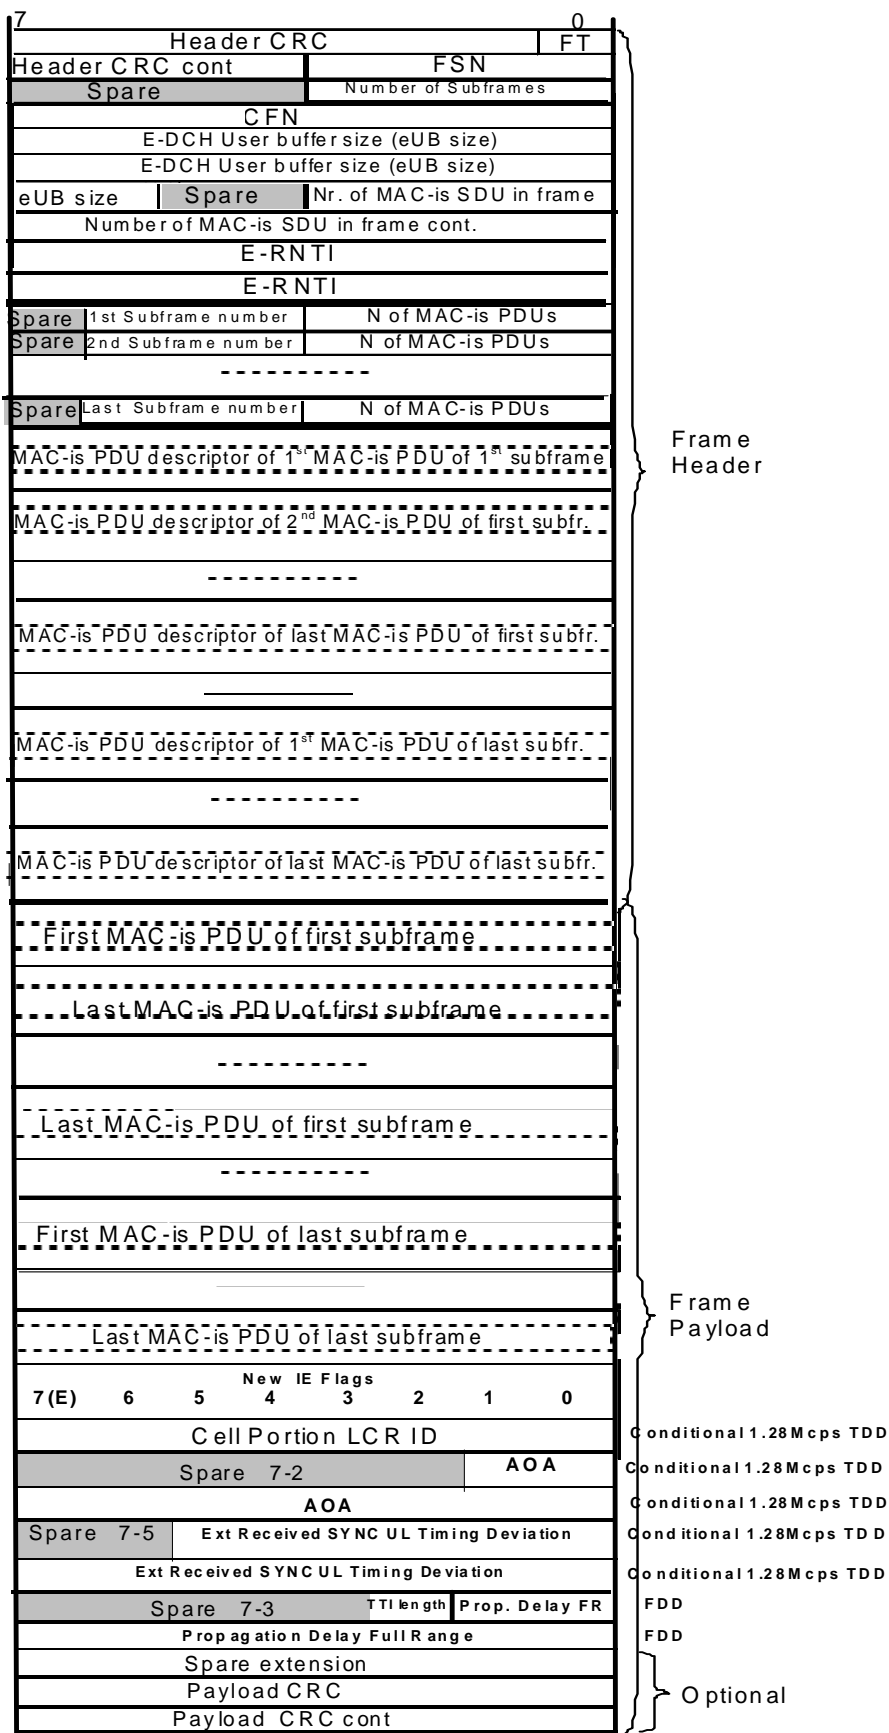 7 0
Header CRC FT
Header CRC cont FSN
Spare Number of Subframes
CFN
E-DCH User buffer size (eUB size)
E-DCH User buffer size (eUB size)
eUB size Spare Nr. of MAC-is SDU in frame
Number of MAC-is SDU in frame cont.
E-RNTI
E-RNTI
Spare 1st Subframe number N of MAC-is PDUs
Spare 2nd Subframe number N of MAC-is PDUs
Spare Last Subframe number N of MAC-is PDUs
MAC-is PDU descriptor of 1st MAC-is PDU of 1st subframe
Frame
Header
MAC-is PDU descriptor of 2nd MAC-is PDU of first subfr.
MAC-is PDU descriptor of last MAC-is PDU of first subfr.
MAC-is PDU descriptor of 1st MAC-is PDU of last subfr.
MAC-is PDU descriptor of last MAC-is PDU of last subfr.
First MAC-is PDU of first subframe
Last MAC-is PDU of first subframe
Last MAC-is PDU of first subframe
First MAC-is PDU of last subframe
Frame
Payload
Last MAC-is PDU of last subframe
New IE Flags
7(E) 6 5 4 3 2 1 0
Cell Portion LCR ID Conditional 1.28Mcps TDD
Spare 7-2 AOA Conditional 1.28Mcps TDD
AOA Conditional 1.28Mcps TDD
Spare 7-5 Ext Received SYNC UL Timing Deviation Conditional 1.28Mcps TDD
Ext Received SYNC UL Timing Deviation Conditional 1.28Mcps TDD
Spare 7-3 TTI length Prop. Delay FR FDD
Propagation Delay Full Range FDD
Spare extension
Payload CRC
Optional
Payload CRC cont